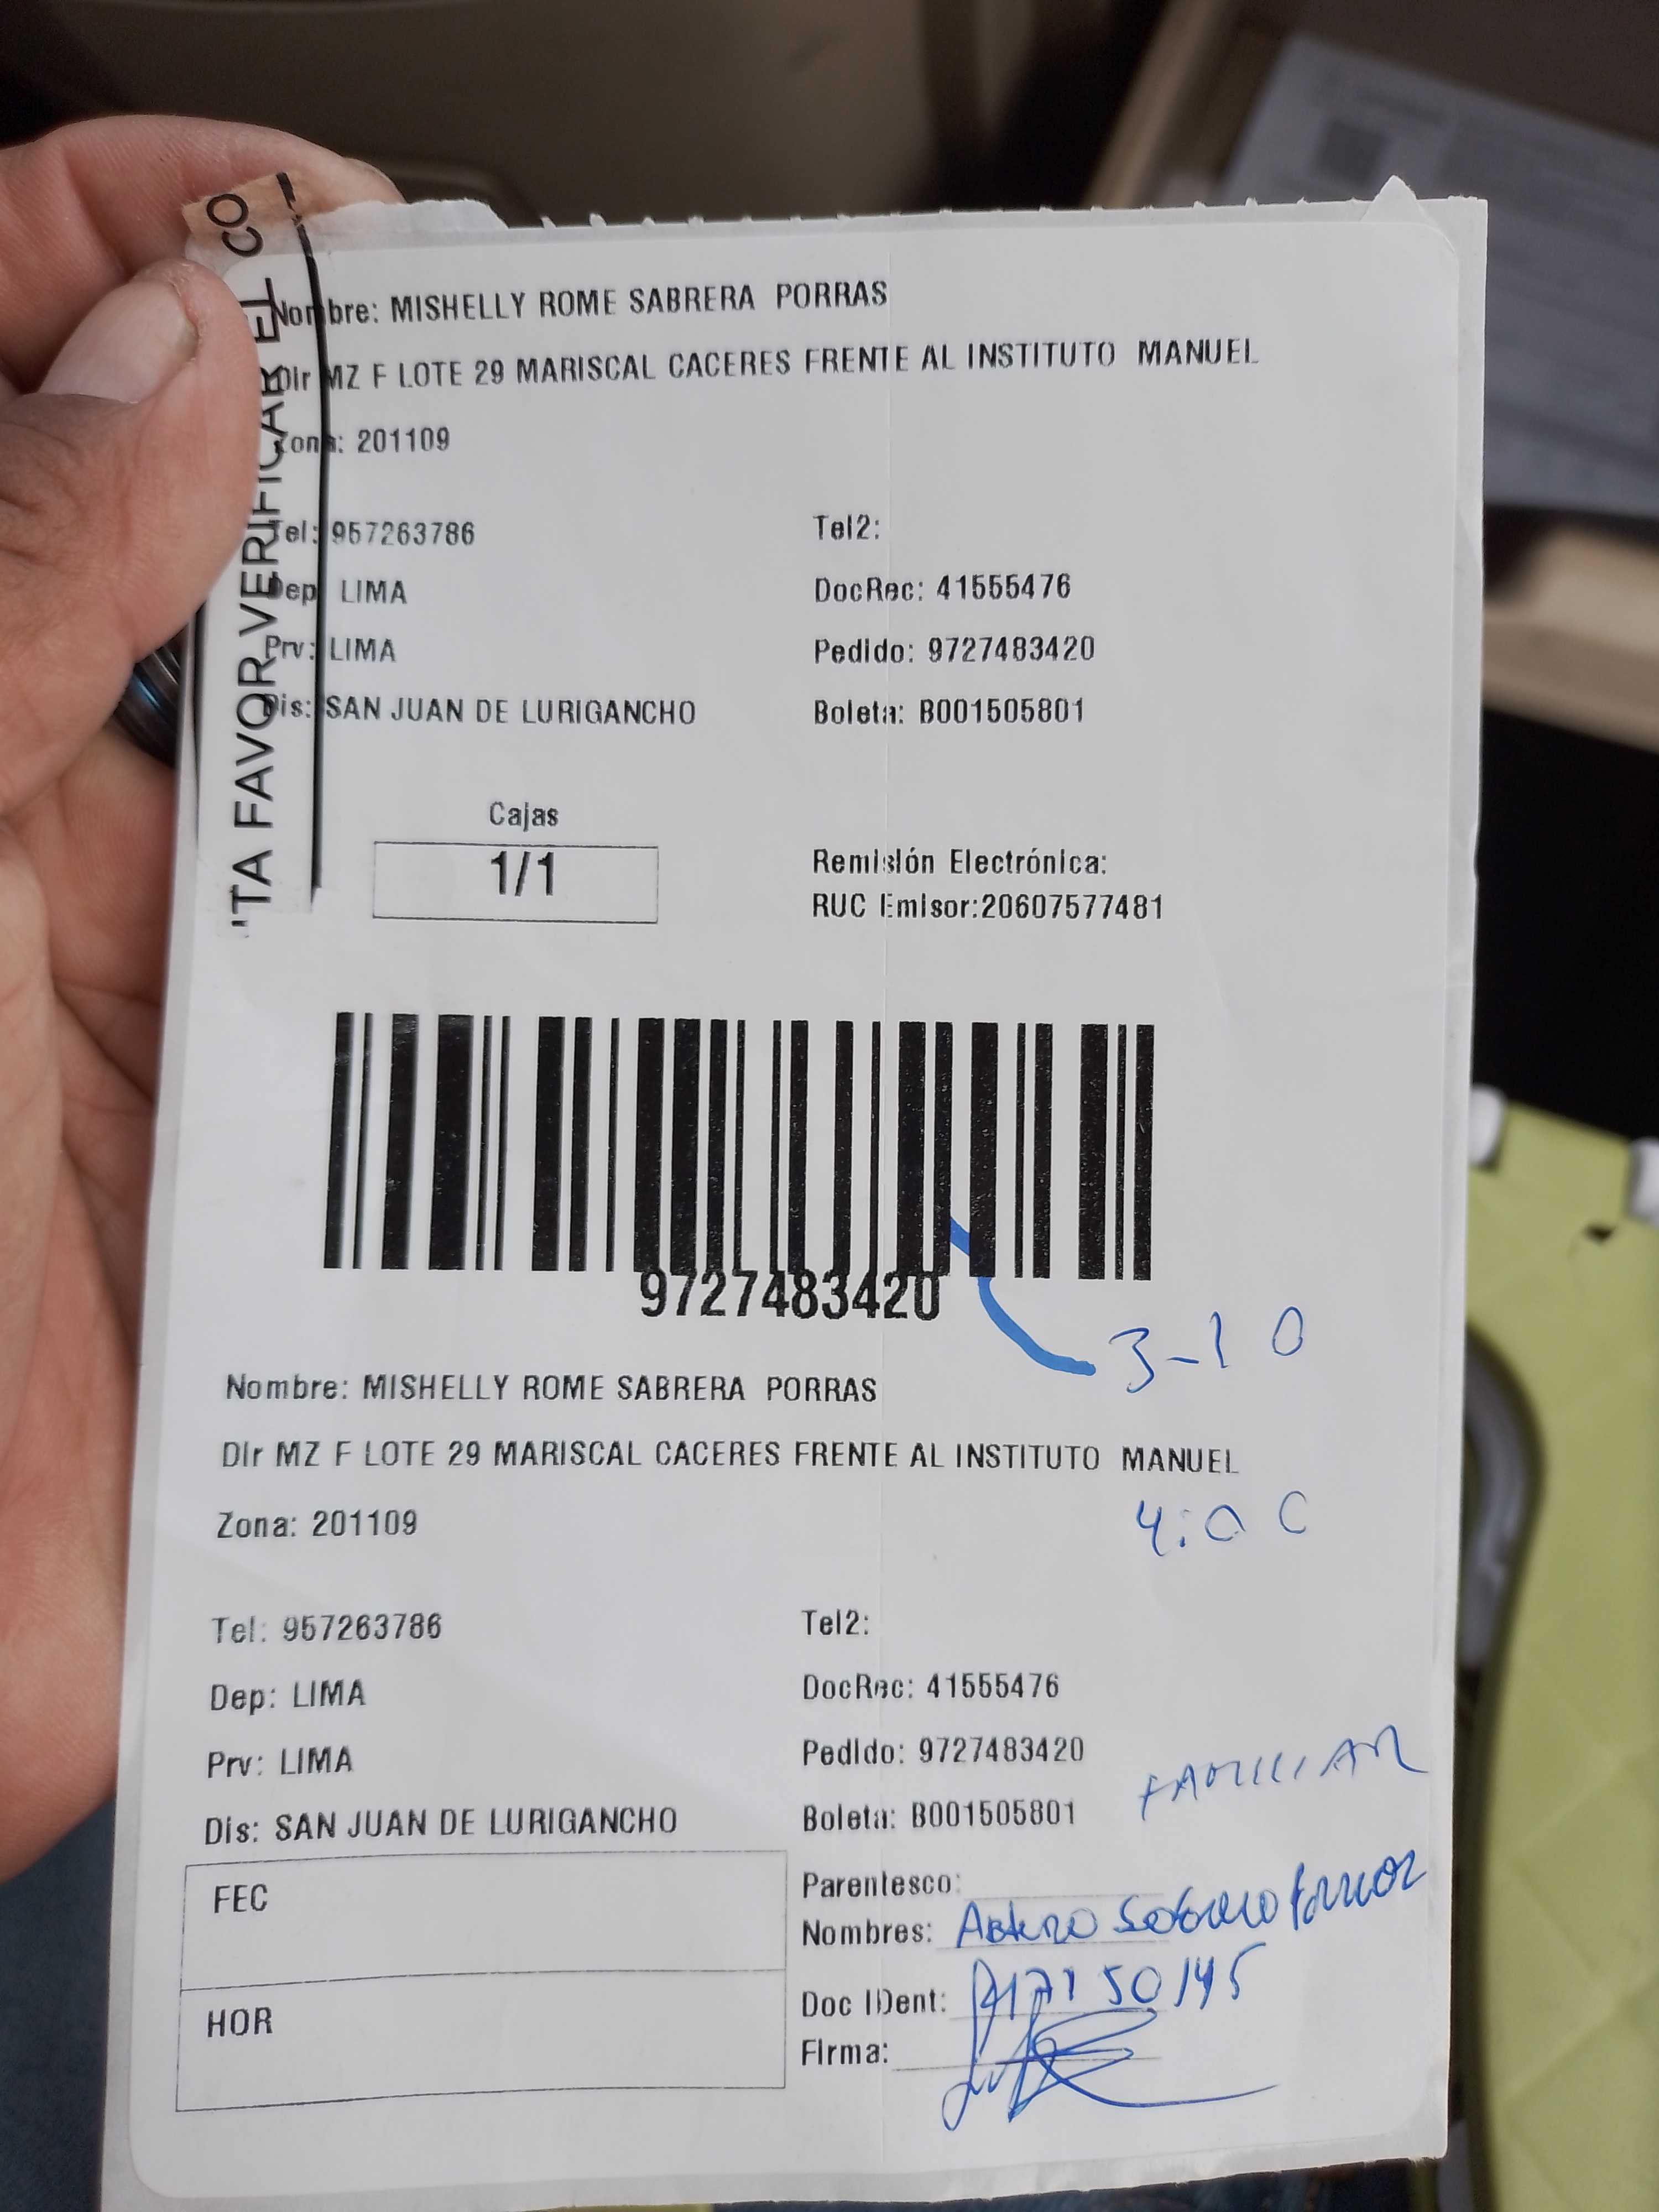 'TA FAVOR VERIFICAR EL CO
Nombre: MISHELLY ROME SABRERA PORRAS
Dir MZ F LOTE 29 MARISCAL CACERES FRENTE AL INSTITUTO MANUEL
Zona: 201109
Tel: 957263786 Tel2:
Dep LIMA DocRec: 41555476
Prv: LIMA Pedido: 9727483420
Dis: SAN JUAN DE LURIGANCHO Boleta: B001505801
Cajas
1/1
Remisión Electrónica:
RUC Emisor:20607577481
9727483420
3-10
Nombre: MISHELLY ROME SABRERA PORRAS
Dir MZ F LOTE 29 MARISCAL CACERES FRENTE AL INSTITUTO MANUEL
4:00
Zona: 201109
Tel: 957263786 Tel2:
Dep: LIMA DocRec: 41555476
Prv: LIMA Pedido: 9727483420
FAMILIAR
Dis: SAN JUAN DE LURIGANCHO Boleta: B001505801
FEC
HOR
Parentesco:
Nombres:
Doc IDent:
Firma: